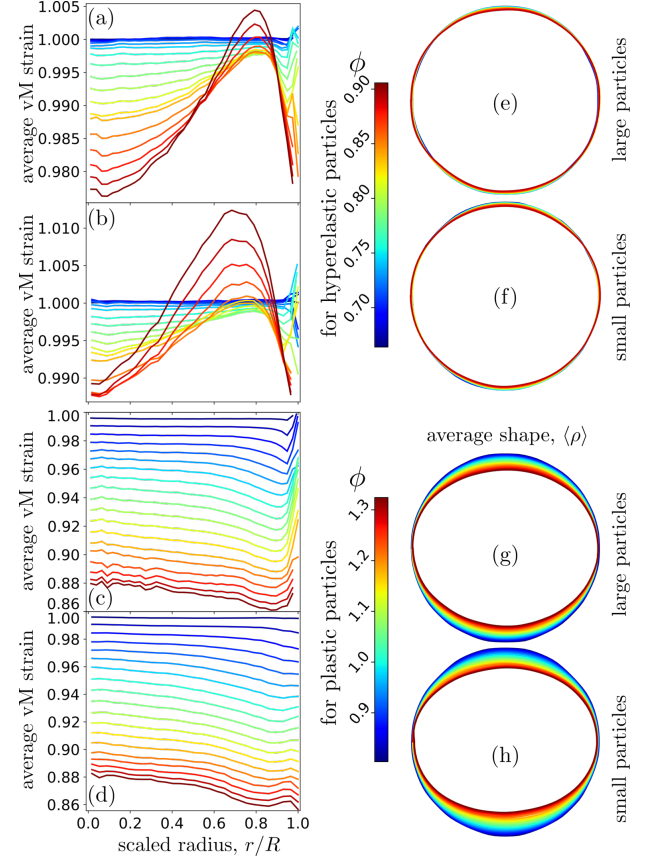 (a)
average vM strain
1.005
1.000
0.995
0.990
0.985
0.980
(b)
average vM strain
1.010
1.005
1.000
0.995
0.990
(c)
average vM strain
1.00
0.98
0.96
0.94
0.92
0.90
0.88
0.86
(d)
average vM strain
1.00
0.98
0.96
0.94
0.92
0.90
0.88
0.86
0.0 0.2 0.4 0.6 0.8 1.0
scaled radius, r/R
ϕ
0.90
0.85
0.80
0.75
0.70
for hyperelastic particles
(e)
large particles
(f)
small particles
average shape, ⟨ρ⟩
ϕ
1.3
1.2
1.1
1.0
0.9
for plastic particles
(g)
large particles
(h)
small particles